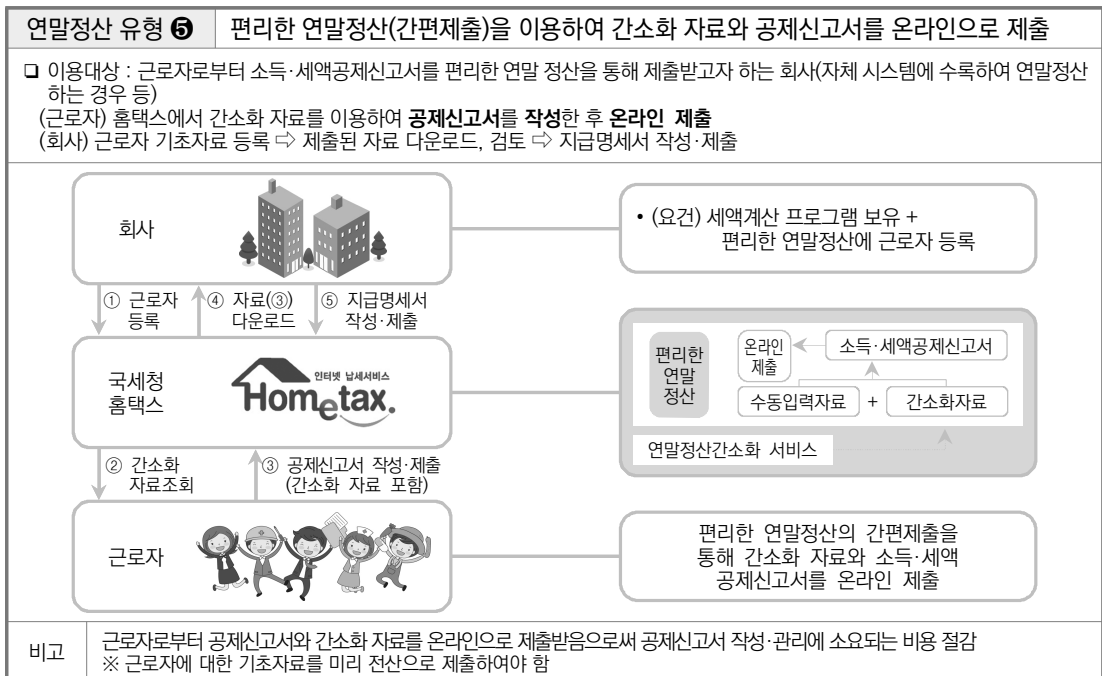 연말정산 유형 ❺ 편리한 연말정산(간편제출)을 이용하여 간소화 자료와 공제신고서를 온라인으로 제출
❑ 이용대상 : 근로자로부터 소득·세액공제신고서를 편리한 연말 정산을 통해 제출받고자 하는 회사(자체 시스템에 수록하여 연말정산
하는 경우 등)
(근로자) 홈택스에서 간소화 자료를 이용하여 공제신고서를 작성한 후 온라인 제출
(회사) 근로자 기초자료 등록 ⇨ 제출된 자료 다운로드, 검토 ⇨ 지급명세서 작성·제출
회사
• (요건) 세액계산 프로그램 보유 +
편리한 연말정산에 근로자 등록
① 근로자
등록
④ 자료(③)
다운로드
⑤ 지급명세서
작성·제출
국세청
홈택스
인터넷 납세서비스
Hometax.
편리한
연말
정산
온라인
제출
소득·세액공제신고서
수동입력자료 + 간소화자료
연말정산간소화 서비스
② 간소화
자료조회
③ 공제신고서 작성·제출
(간소화 자료 포함)
근로자
편리한 연말정산의 간편제출을
통해 간소화 자료와 소득·세액
공제신고서를 온라인 제출
비고
근로자로부터 공제신고서와 간소화 자료를 온라인으로 제출받음으로써 공제신고서 작성·관리에 소요되는 비용 절감
※ 근로자에 대한 기초자료를 미리 전산으로 제출하여야 함